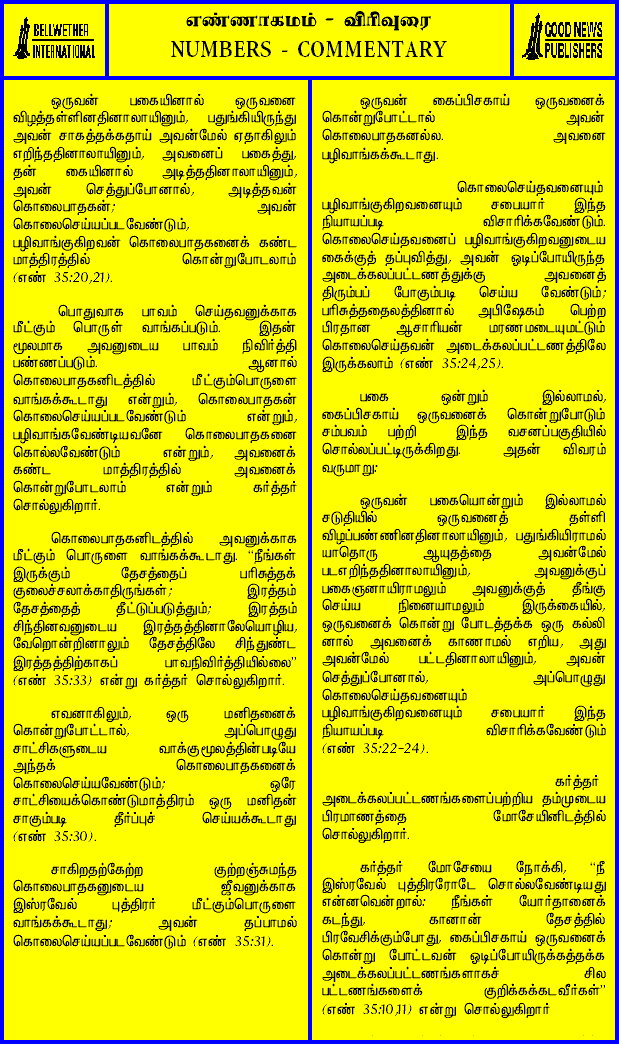 BELLWETHER
INTERNATIONAL
எண்ணாகமம் - விரிவுரை
NUMBERS - COMMENTARY
GOOD NEWS
PUBLISHERS
ஒருவன் பகையினால் ஒருவனை
விழத்தள்ளினதினாலாயினும், பதுங்கியிருந்து
அவன் சாகத்தக்கதாய் அவன்மேல் ஏதாகிலும்
எறிந்ததினாலாயினும், அவனைப் பகைத்து,
தன் கையினால் அடித்ததினாலாயினும்,
அவன் செத்துப்போனால், அடித்தவன்
கொலைபாதகன்; அவன்
கொலைசெய்யப்படவேண்டும்,
பழிவாங்குகிறவன் கொலைபாதகனைக் கண்ட
மாத்திரத்தில் கொன்றுபோடலாம்
(எண் 35:20,21).
பொதுவாக பாவம் செய்தவனுக்காக
மீட்கும் பொருள் வாங்கப்படும். இதன்
மூலமாக அவனுடைய பாவம் நிவிர்த்தி
பண்ணப்படும். ஆனால்
கொலைபாதகனிடத்தில் மீட்கும்பொருளை
வாங்கக்கூடாது என்றும், கொலைபாதகன்
கொலைசெய்யப்படவேண்டும் என்றும்,
பழிவாங்கவேண்டியவனே கொலைபாதகனை
கொல்லவேண்டும் என்றும், அவனைக்
கண்ட மாத்திரத்தில் அவனைக்
கொன்றுபோடலாம் என்றும் கர்த்தர்
சொல்லுகிறார்.
கொலைபாதகனிடத்தில் அவனுக்காக
மீட்கும் பொருளை வாங்கக்கூடாது. “நீங்கள்
இருக்கும் தேசத்தைப் பரிசுத்தக்
குலைச்சலாக்காதிருங்கள்; இரத்தம்
தேசத்தைத் தீட்டுப்படுத்தும்; இரத்தம்
சிந்தினவனுடைய இரத்தத்தினாலேயொழிய,
வேறொன்றினாலும் தேசத்திலே சிந்துண்ட
இரத்தத்திற்காகப் பாவநிவிர்த்தியில்லை”
(எண் 35:33) என்று கர்த்தர் சொல்லுகிறார்.
எவனாகிலும், ஒரு மனிதனைக்
கொன்றுபோட்டால், அப்பொழுது
சாட்சிகளுடைய வாக்குமூலத்தின்படியே
அந்தக் கொலைபாதகனைக்
கொலைசெய்யவேண்டும்; ஒரே
சாட்சியைக்கொண்டுமாத்திரம் ஒரு மனிதன்
சாகும்படி தீர்ப்புச் செய்யக்கூடாது
(எண் 35:30).
சாகிறதற்கேற்ற குற்றஞ்சுமந்த
கொலைபாதகனுடைய ஜீவனுக்காக
இஸ்ரவேல் புத்திரர் மீட்கும்பொருளை
வாங்கக்கூடாது; அவன் தப்பாமல்
கொலைசெய்யப்படவேண்டும் (எண் 35:31).
ஒருவன் கைப்பிசகாய் ஒருவனைக்
கொன்றுபோட்டால் அவன்
கொலைபாதகனல்ல. அவனை
பழிவாங்கக்கூடாது.
கொலைசெய்தவனையும்
பழிவாங்குகிறவனையும் சபையார் இந்த
நியாயப்படி விசாரிக்கவேண்டும்.
கொலைசெய்தவனைப் பழிவாங்குகிறவனுடைய
கைக்குத் தப்புவித்து, அவன் ஓடிப்போயிருந்த
அடைக்கலப்பட்டணத்துக்கு அவனைத்
திரும்பப் போகும்படி செய்ய வேண்டும்;
பரிசுத்ததைலத்தினால் அபிஷேகம் பெற்ற
பிரதான ஆசாரியன் மரணமடையுமட்டும்
கொலைசெய்தவன் அடைக்கலப்பட்டணத்திலே
இருக்கலாம் (எண் 35:24,25).
பகை ஒன்றும் இல்லாமல்,
கைப்பிசகாய் ஒருவனைக் கொன்றுபோடும்
சம்பவம் பற்றி இந்த வசனப்பகுதியில்
சொல்லப்பட்டிருக்கிறது. அதன் விவரம்
வருமாறு:
ஒருவன் பகையொன்றும் இல்லாமல்
சடுதியில் ஒருவனைத் தள்ளி
விழப்பண்ணினதினாலாயினும், பதுங்கியிராமல்
யாதொரு ஆயுதத்தை அவன்மேல்
படஎறிந்ததினாலாயினும், அவனுக்குப்
பகைஞனாயிராமலும் அவனுக்குத் தீங்கு
செய்ய நினையாமலும் இருக்கையில்,
ஒருவனைக் கொன்று போடத்தக்க ஒரு கல்லி
னால் அவனைக் காணாமல் எறிய, அது
அவன்மேல் பட்டதினாலாயினும், அவன்
செத்துப்போனால், அப்பொழுது
கொலைசெய்தவனையும்
பழிவாங்குகிறவனையும் சபையார் இந்த
நியாயப்படி விசாரிக்கவேண்டும்
(எண் 35:22-24).
கர்த்தர்
அடைக்கலப்பட்டணங்களைப்பற்றிய தம்முடைய
பிரமாணத்தை மோசேயினிடத்தில்
சொல்லுகிறார்.
கர்த்தர் மோசேயை நோக்கி, “நீ
இஸ்ரவேல் புத்திரரோடே சொல்லவேண்டியது
என்னவென்றால்: நீங்கள் யோர்தானைக்
கடந்து, கானான் தேசத்தில்
பிரவேசிக்கும்போது, கைப்பிசகாய் ஒருவனைக்
கொன்று போட்டவன் ஓடிப்போயிருக்கத்தக்க
அடைக்கலப்பட்டணங்களாகச் சில
பட்டணங்களைக் குறிக்கக்கடவீர்கள்”
(எண் 35:10,11) என்று சொல்லுகிறார்